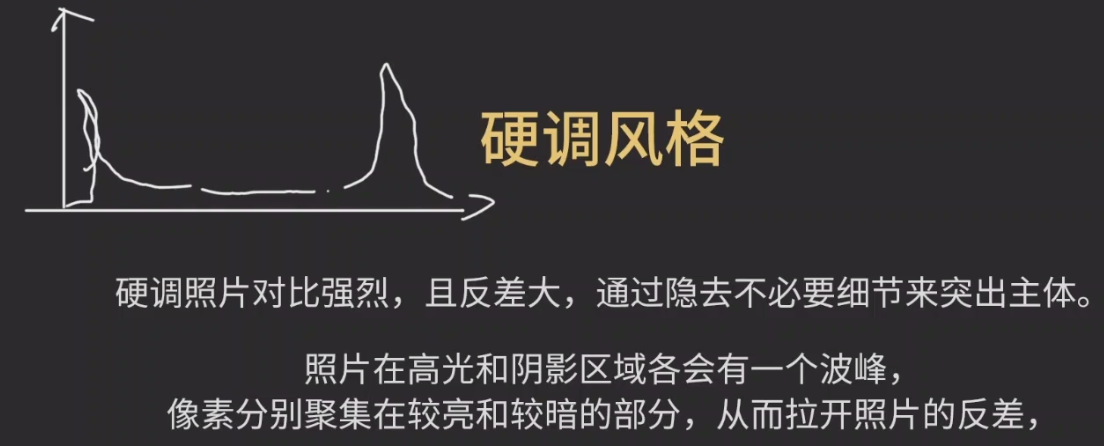 硬调风格
硬调照片对比强烈，且反差大，通过隐去不必要细节来突出主体。
照片在高光和阴影区域各会有一个波峰，
像素分别聚集在较亮和较暗的部分，从而拉开照片的反差，